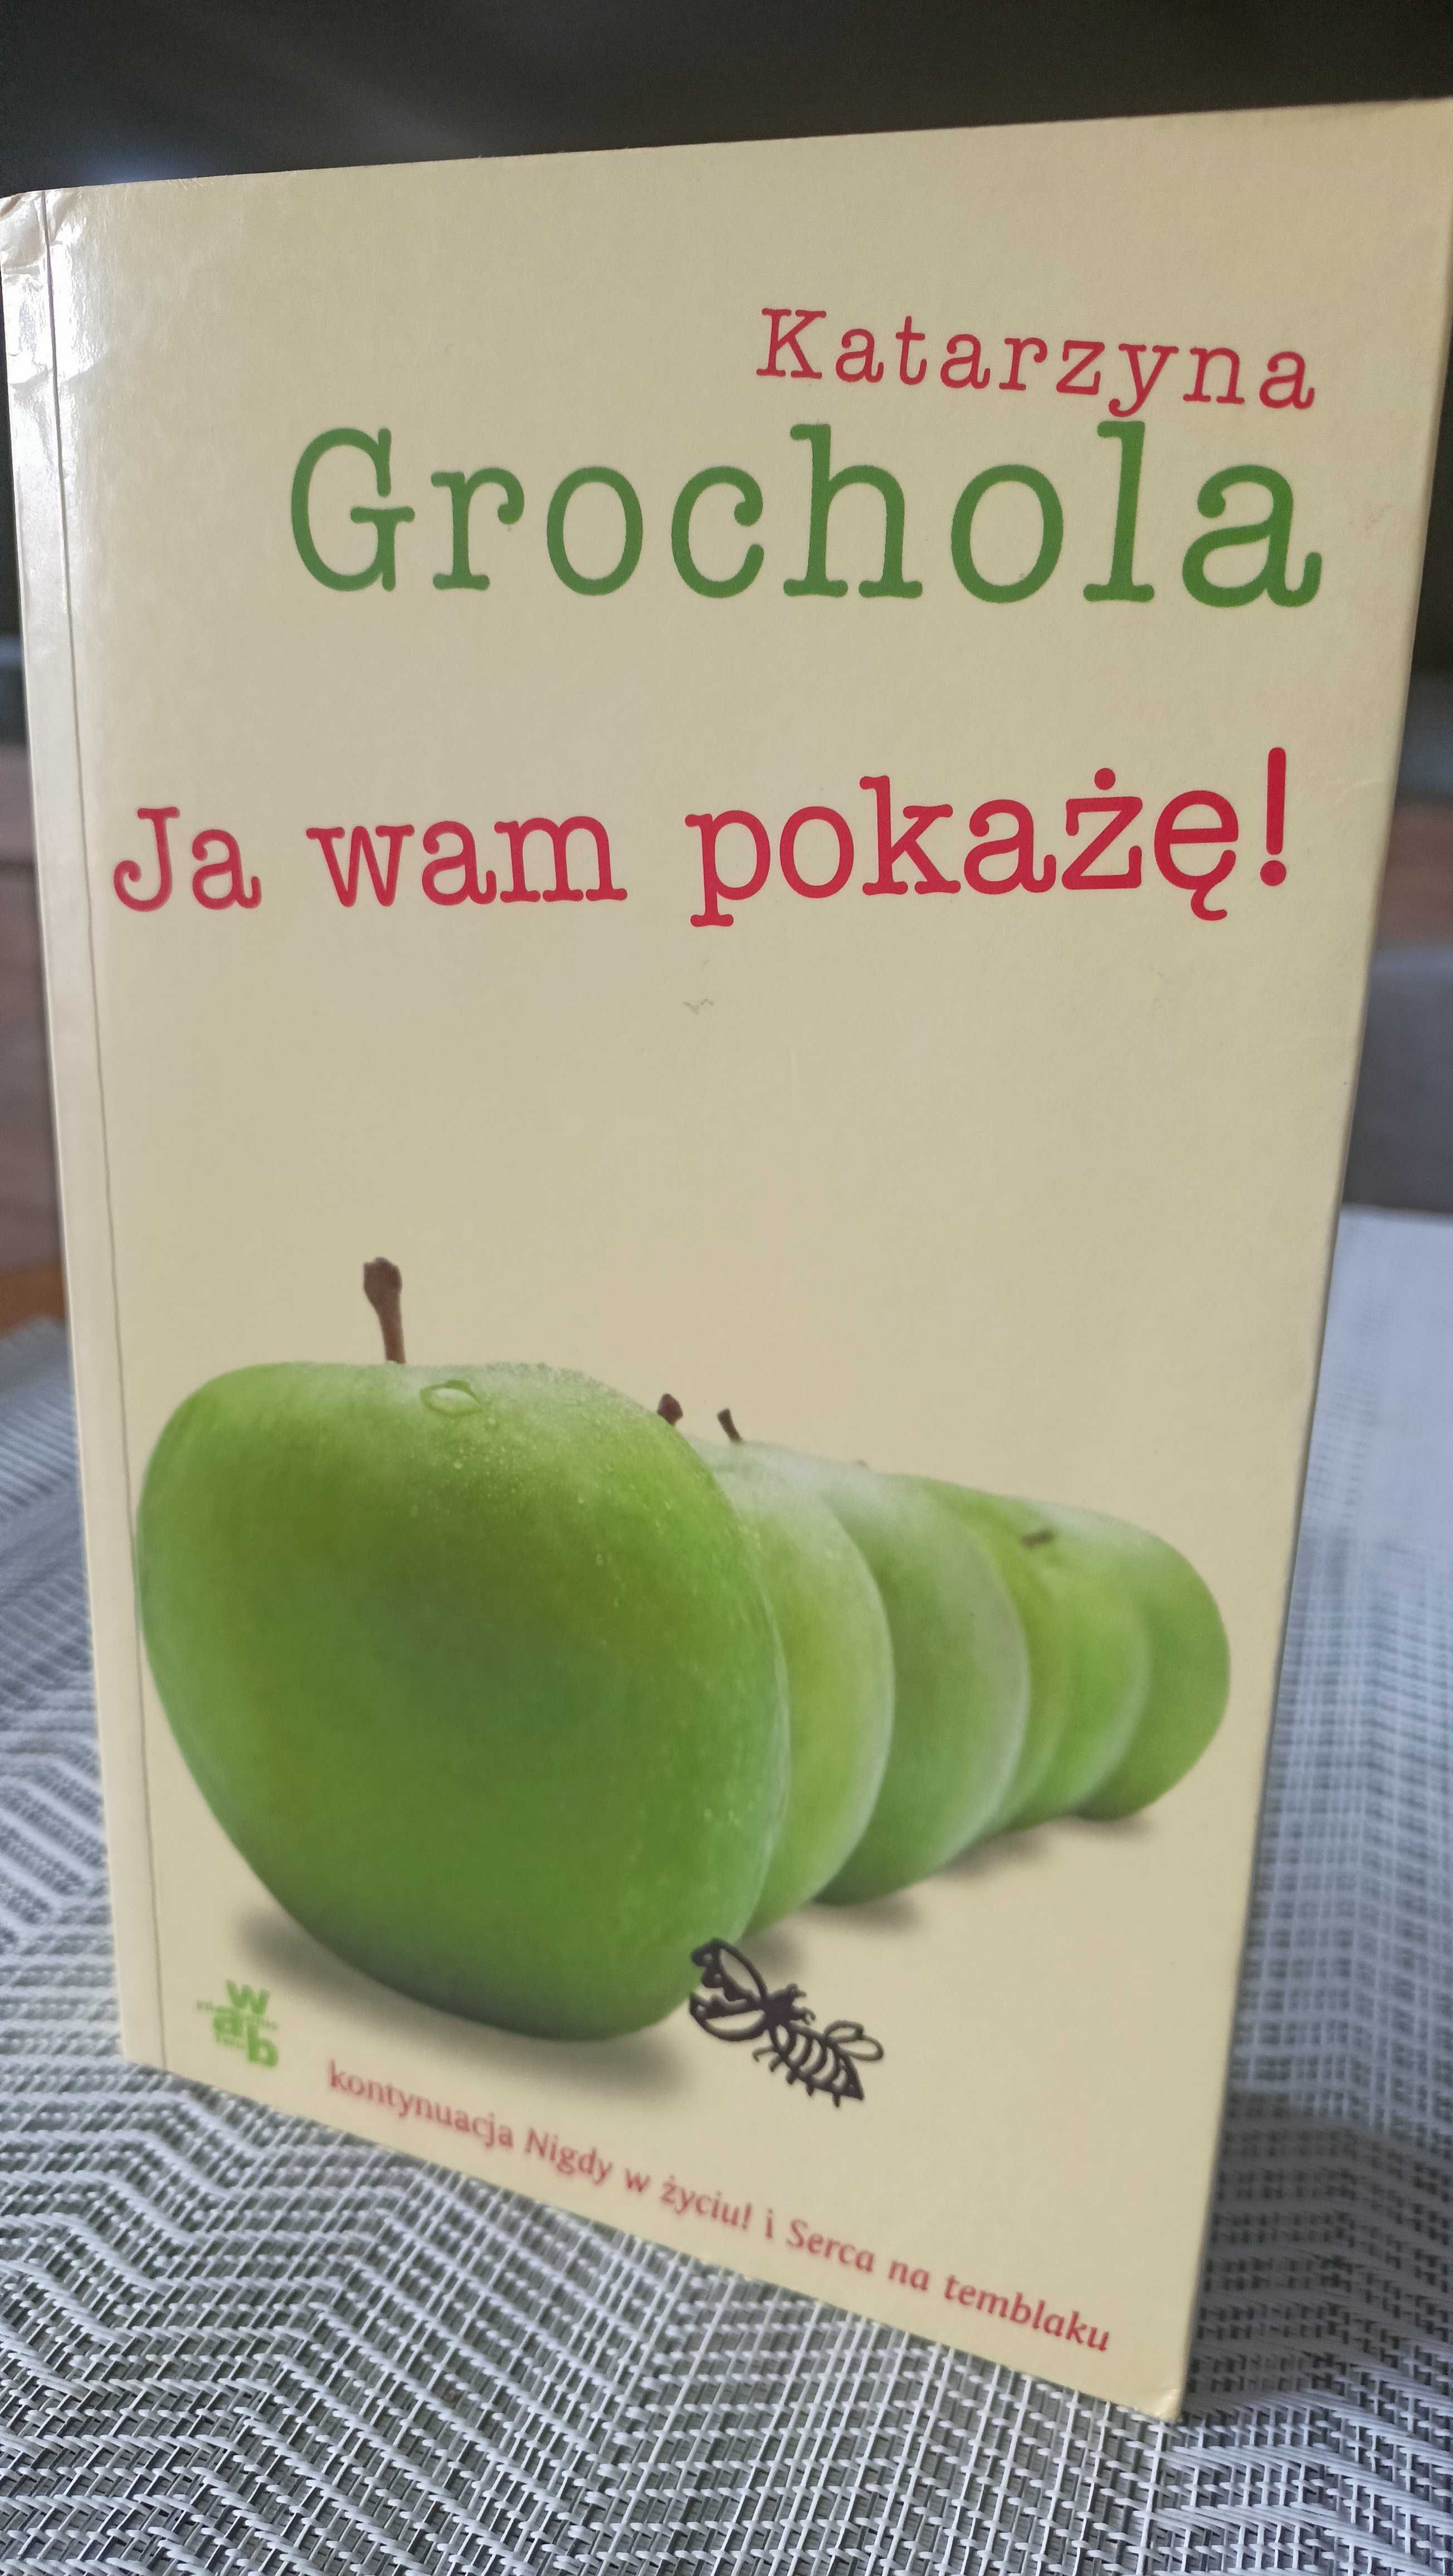 Katarzyna
Grochola
Ja wam pokażę!
w
a
b
kontynuacja Nigdy w życiu! i Serca na temblaku